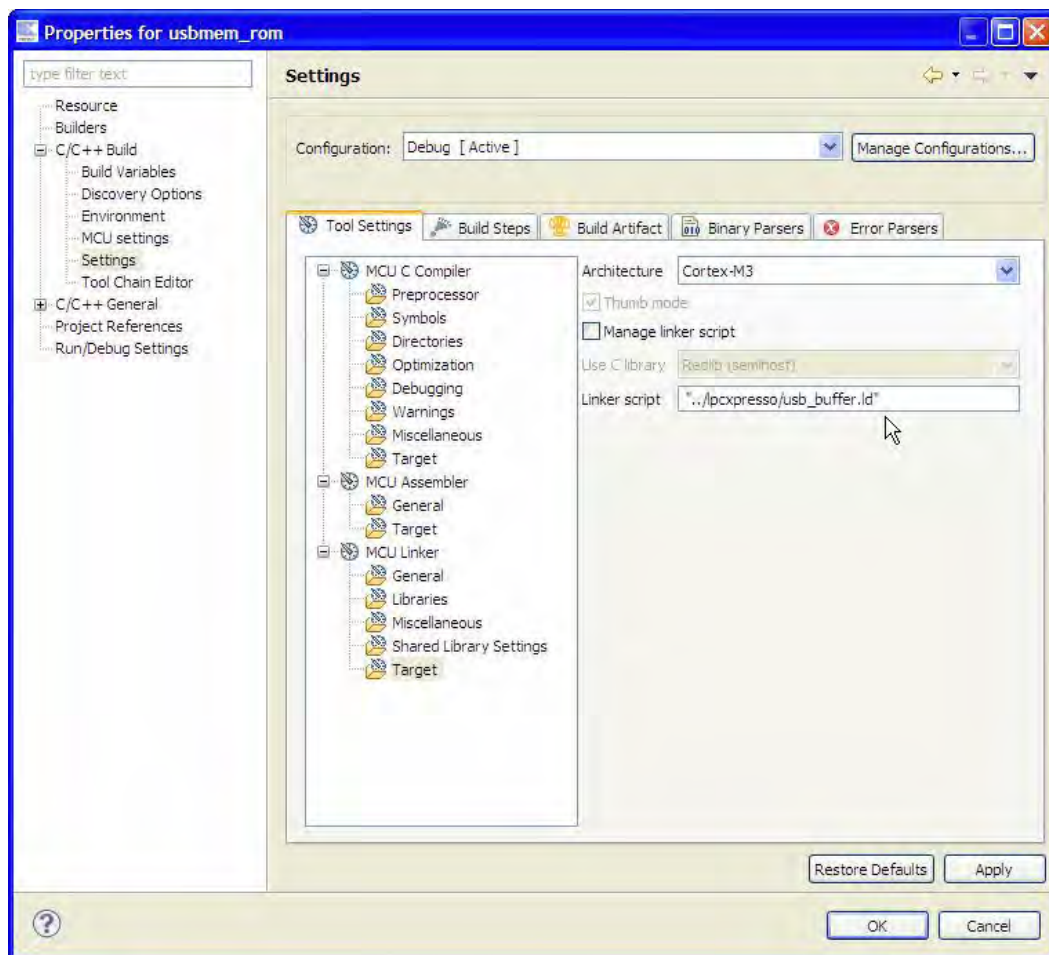 Properties for usbmem_rom
type filter text
Resource
Builders
C/C++ Build
Build Variables
Discovery Options
Environment
MCU settings
Settings
Tool Chain Editor
C/C++ General
Project References
Run/Debug Settings
Settings
Configuration: Debug [ Active ] Manage Configurations...
Tool Settings Build Steps Build Artifact 010 Binary Parsers Error Parsers
MCU C Compiler
Preprocessor
Symbols
Directories
Optimization
Debugging
Warnings
Miscellaneous
Target
MCU Assembler
General
Target
MCU Linker
General
Libraries
Miscellaneous
Shared Library Settings
Target
Architecture Cortex-M3
Thumb mode
Manage linker script
Use C library Redlib (semihost)
Linker script "../lpcxpresso/usb_buffer.ld"
Restore Defaults Apply
? OK Cancel